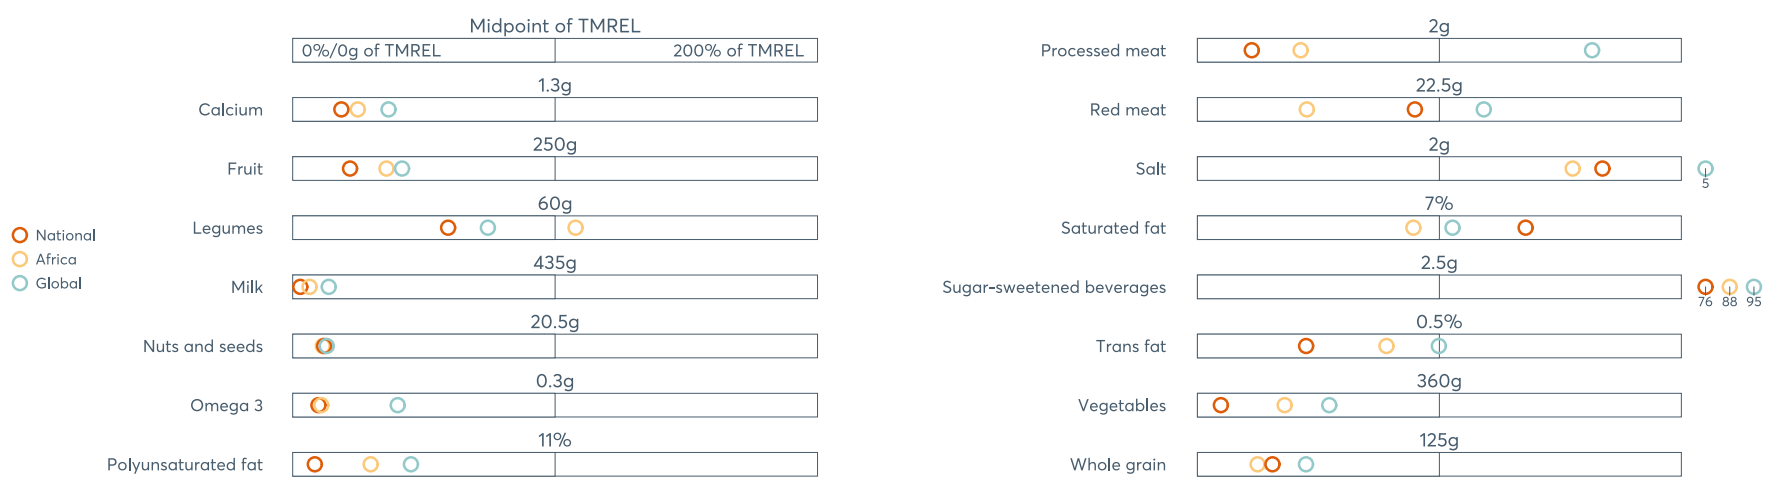 Midpoint of TMREL
0%/0g of TMREL
200% of TMREL
1.3g
Calcium
250g
Fruit
60g
Legumes
435g
Milk
20.5g
Nuts and seeds
0.3g
Omega 3
11%
Polyunsaturated fat
National
Africa
Global
2g
Processed meat
22.5g
Red meat
2g
Salt
5
7%
Saturated fat
2.5g
Sugar-sweetened beverages
76 88 95
0.5%
Trans fat
360g
Vegetables
125g
Whole grain